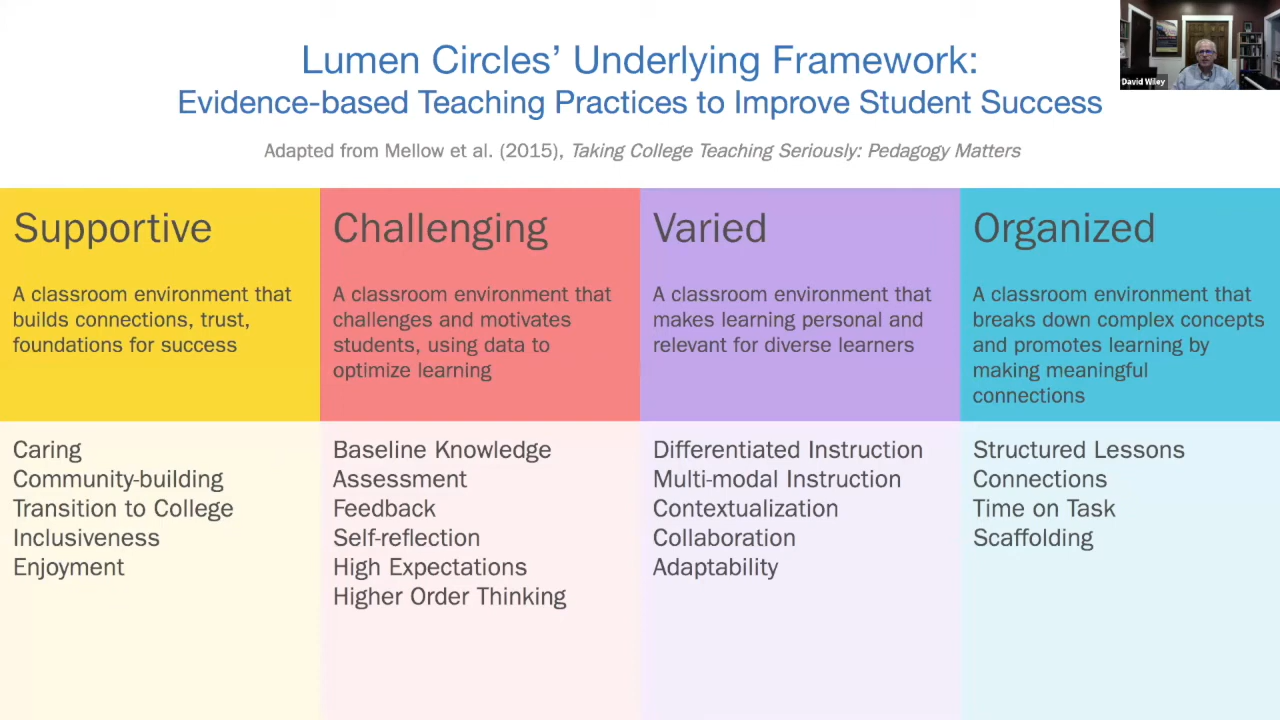 Lumen Circles’ Underlying Framework:
Evidence-based Teaching Practices to Improve Student Success
Adapted from Mellow et al. (2015), Taking College Teaching Seriously: Pedagogy Matters
David Wiley
Supportive
A classroom environment that
builds connections, trust,
foundations for success
Caring
Community-building
Transition to College
Inclusiveness
Enjoyment
Challenging
A classroom environment that
challenges and motivates
students, using data to
optimize learning
Baseline Knowledge
Assessment
Feedback
Self-reflection
High Expectations
Higher Order Thinking
Varied
A classroom environment that
makes learning personal and
relevant for diverse learners
Differentiated Instruction
Multi-modal Instruction
Contextualization
Collaboration
Adaptability
Organized
A classroom environment that
breaks down complex concepts
and promotes learning by
making meaningful
connections
Structured Lessons
Connections
Time on Task
Scaffolding